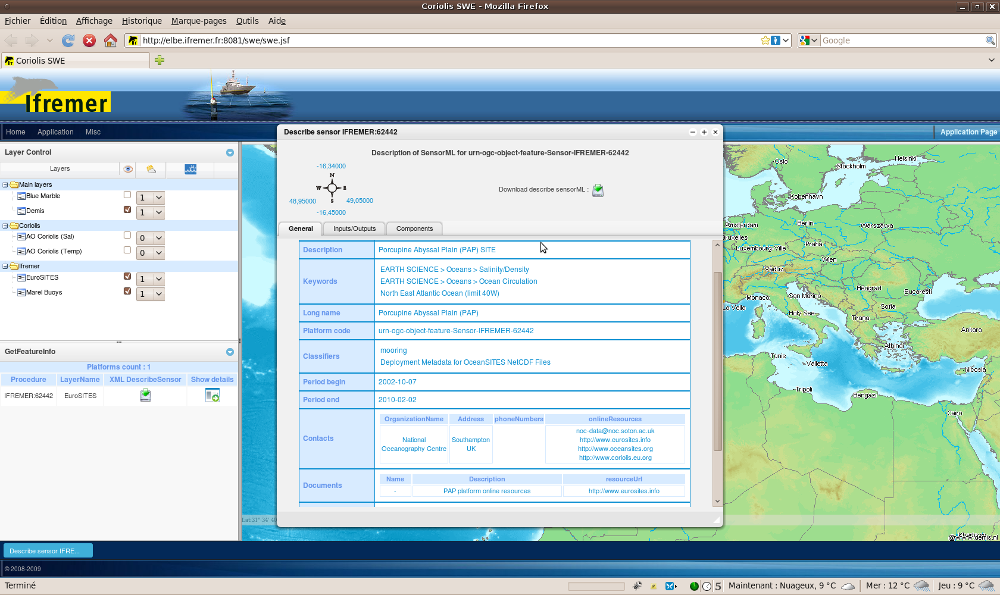 Coriolis SWE - Mozilla Firefox
Fichier Édition Affichage Historique Marque-pages Outils Aide
http://elbe.ifremer.fr:8081/swe/swe.jsf
Google
Coriolis SWE
Ifremer
Home Application Misc
Application Page
Layer Control
Layers
Main layers
Blue Marble 1
Demis 1
Coriolis
AO Coriolis (Sal) 0
AO Coriolis (Temp) 0
Ifremer
EuroSITES 1
Marel Buoys 1
GetFeatureInfo
Platforms count : 1
Procedure LayerName XML DescribeSensor Show details
IFREMER:62442 EuroSITES
Describe sensor IFREMER:62442
Description of SensorML for urn-ogc-object-feature-Sensor-IFREMER-62442
-16,34000
N
W E
S
48,95000 49,05000
-16,45000
Download describe sensorML :
General Inputs/Outputs Components
Description Porcupine Abyssal Plain (PAP) SITE
Keywords
EARTH SCIENCE > Oceans > Salinity/Density
EARTH SCIENCE > Oceans > Ocean Circulation
North East Atlantic Ocean (limit 40W)
Long name Porcupine Abyssal Plain (PAP)
Platform code urn-ogc-object-feature-Sensor-IFREMER-62442
Classifiers
mooring
Deployment Metadata for OceanSITES NetCDF Files
Period begin 2002-10-07
Period end 2010-02-02
Contacts
OrganizationName Address phoneNumbers onlineResources
National Oceanography Centre
Southampton UK
noc-data@noc.soton.ac.uk
http://www.eurosites.info
http://www.oceansites.org
http://www.coriolis.eu.org
Documents
Name Description resourceUrl
- PAP platform online resources http://www.eurosites.info
Oslo
Helsinki
Stockholm
Kobenhavn
Amsterdam
Berlin
Warszawa
Bruxelles
Luxembourg-Ville
Praha
Wien
Vaduz
Beograd
Bucaresti
Monaco
San Marino
La Vella
Holy See
Sofia
Tirana
Ankara
Athinai
Tunis
Valletta
Nicosia
Tripoli
Bengazi
Cairo
Khartoum
@www.demis.nl
Lat:31° 34' 40
Describe sensor IFRE...
© 2008-2009
Terminé
5
Maintenant : Nuageux, 9 °C
Mer : 12 °C
Jeu : 9 °C